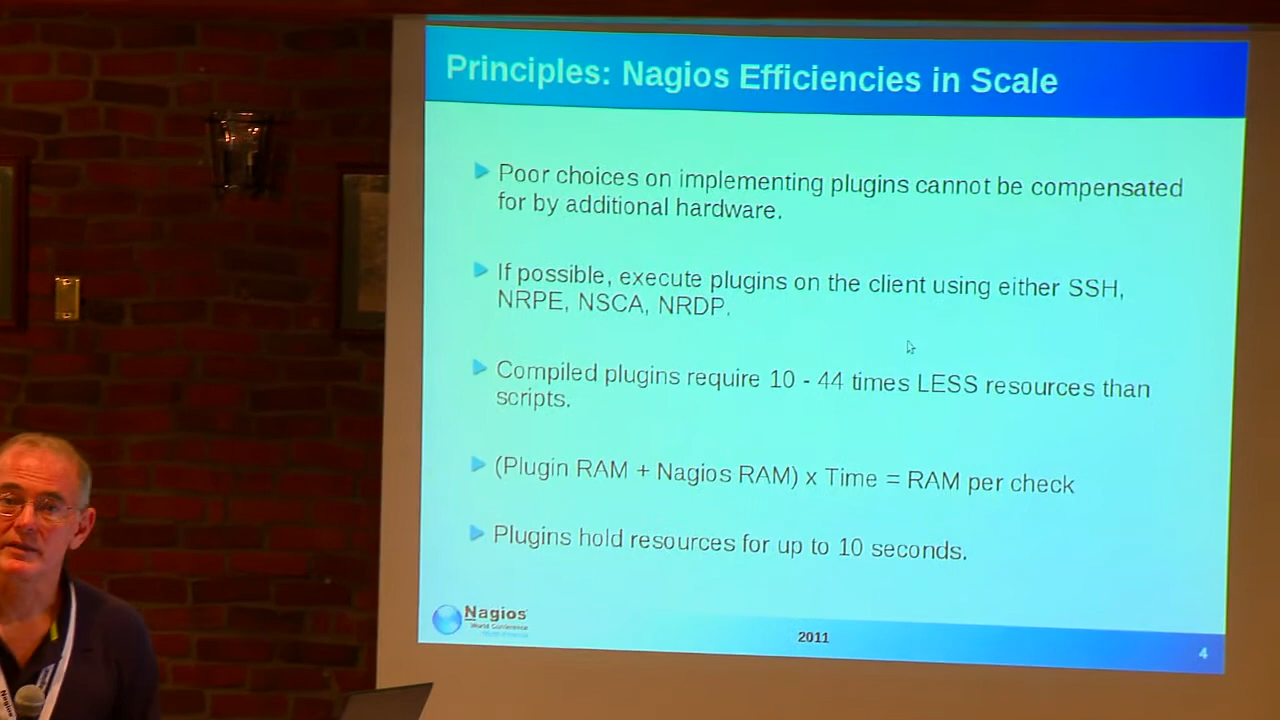 Principles: Nagios Efficiencies in Scale
Poor choices on implementing plugins cannot be compensated
for by additional hardware.
If possible, execute plugins on the client using either SSH,
NRPE, NSCA, NRDP.
Compiled plugins require 10 - 44 times LESS resources than
scripts.
(Plugin RAM + Nagios RAM) x Time = RAM per check
Plugins hold resources for up to 10 seconds.
Nagios
World Conference
2011
4
Nagios